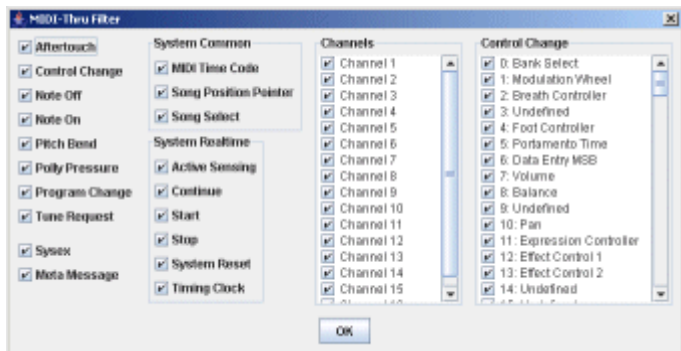 MIDI-Thru Filter
Aftertouch
Control Change
Note Off
Note On
Pitch Bend
Polly Pressure
Program Change
Tune Request
Sysex
Meta Message
System Common
MIDI Time Code
Song Position Pointer
Song Select
System Realtime
Active Sensing
Continue
Start
Stop
System Reset
Timing Clock
Channels
Channel 1
Channel 2
Channel 3
Channel 4
Channel 5
Channel 6
Channel 7
Channel 8
Channel 9
Channel 10
Channel 11
Channel 12
Channel 13
Channel 14
Channel 15
Control Change
0: Bank Select
1: Modulation Wheel
2: Breath Controller
3: Undefined
4: Foot Controller
5: Portamento Time
6: Data Entry MSB
7: Volume
8: Balance
9: Undefined
10: Pan
11: Expression Controller
12: Effect Control 1
13: Effect Control 2
14: Undefined
OK